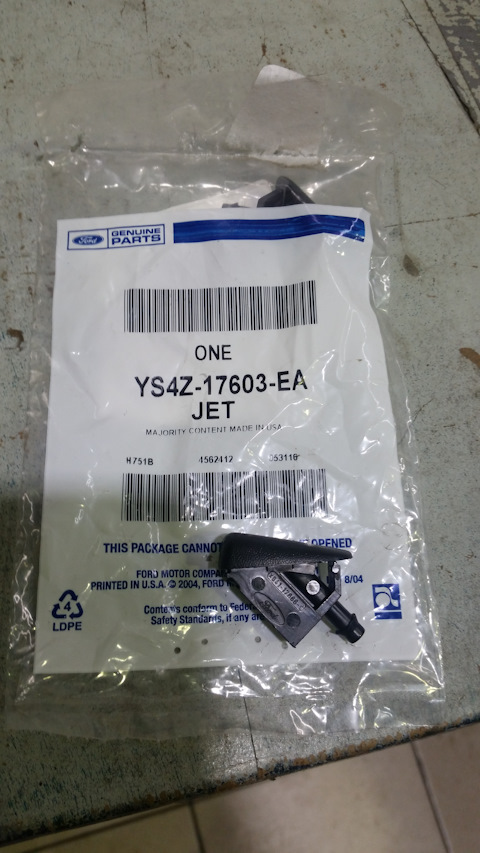 Ford GENUINE PARTS
ONE
YS4Z-17603-EA
JET
MAJORITY CONTENT MADE IN USA
H751B 4562412
THIS PACKAGE CANNOT OPENED
FORD MOTOR COMPA
PRINTED IN U.S.A. © 2004, FORD 8/04
Contents conform to Feder
Safety Standards, if any are
4
LDPE
Ford